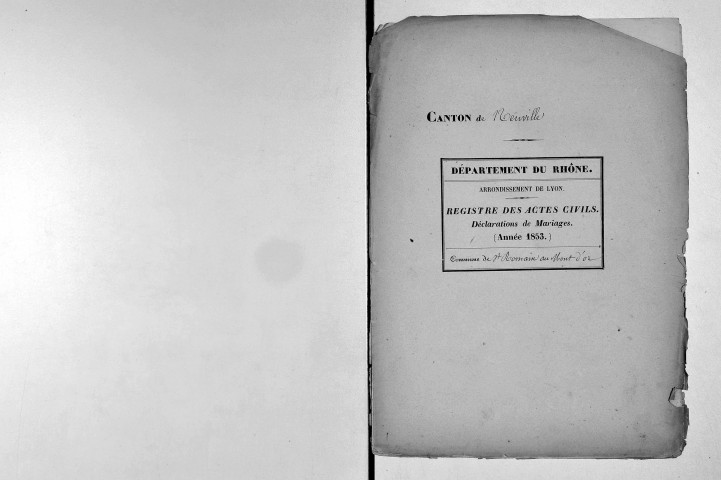 CANTON de Neuville
DÉPARTEMENT DU RHÔNE.
ARRONDISSEMENT DE LYON.
REGISTRE DES ACTES CIVILS.
Déclarations de Mariages.
(Année 1853.)
Commune de St Romain au Mont d'or